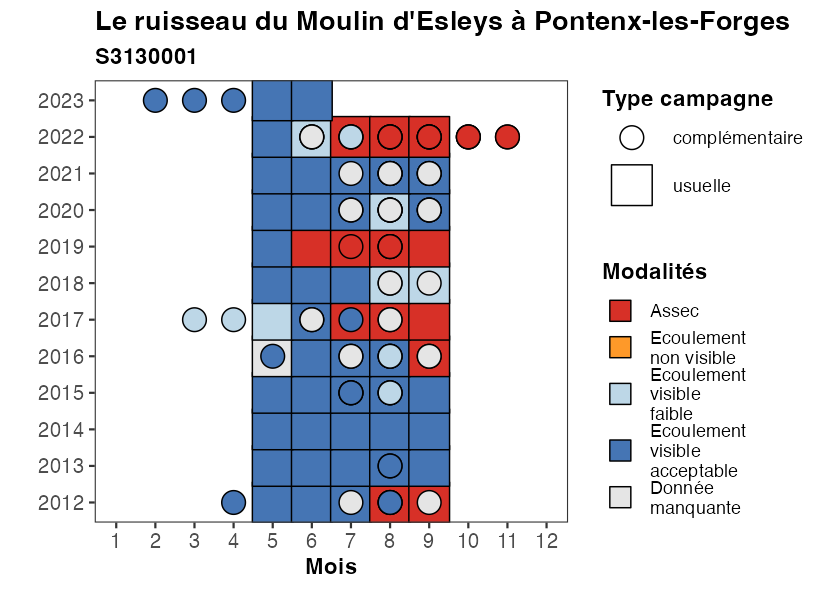 Le ruisseau du Moulin d'Esleys à Pontenx-les-Forges
S3130001
2023
2022
2021
2020
2019
2018
2017
2016
2015
2014
2013
2012
1 2 3 4 5 6 7 8 9 10 11 12
Mois
Type campagne
complémentaire
usuelle
Modalités
Assec
Ecoulement
non visible
Ecoulement
visible
faible
Ecoulement
visible
acceptable
Donnée
manquante